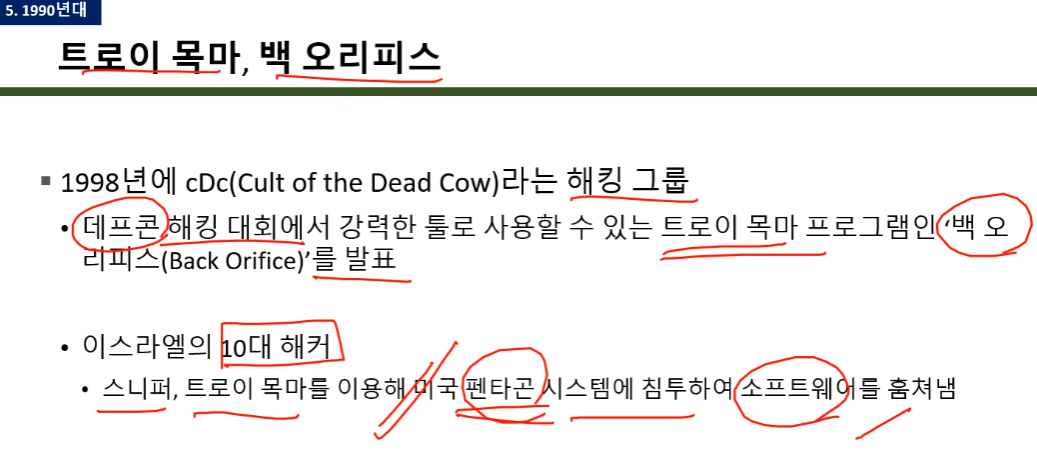 5. 1990년대
트로이 목마, 백 오리피스
1998년에 cDc(Cult of the Dead Cow)라는 해킹 그룹
데프콘 해킹 대회에서 강력한 툴로 사용할 수 있는 트로이 목마 프로그램인 ‘백 오
리피스(Back Orifice)’를 발표
이스라엘의 10대 해커
스니퍼, 트로이 목마를 이용해 미국 펜타곤 시스템에 침투하여 소프트웨어를 훔쳐냄